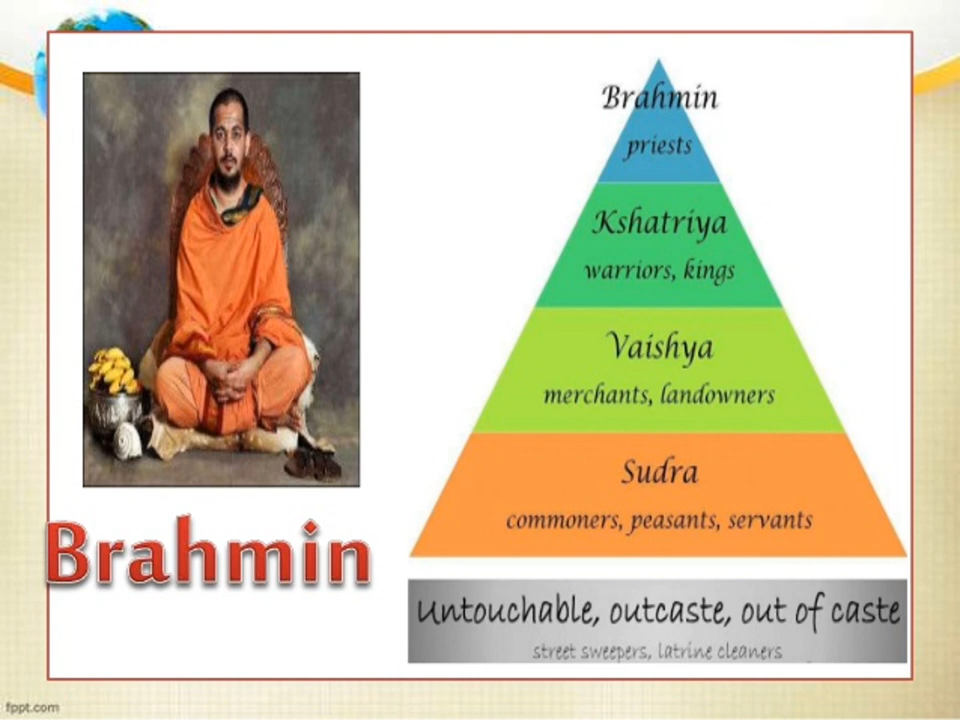 Brahmin
priests
Kshatriya
warriors, kings
Vaishya
merchants, landowners
Sudra
commoners, peasants, servants
Untouchable, outcaste, out of caste
street sweepers, latrine cleaners
Brahmin
fppt.com